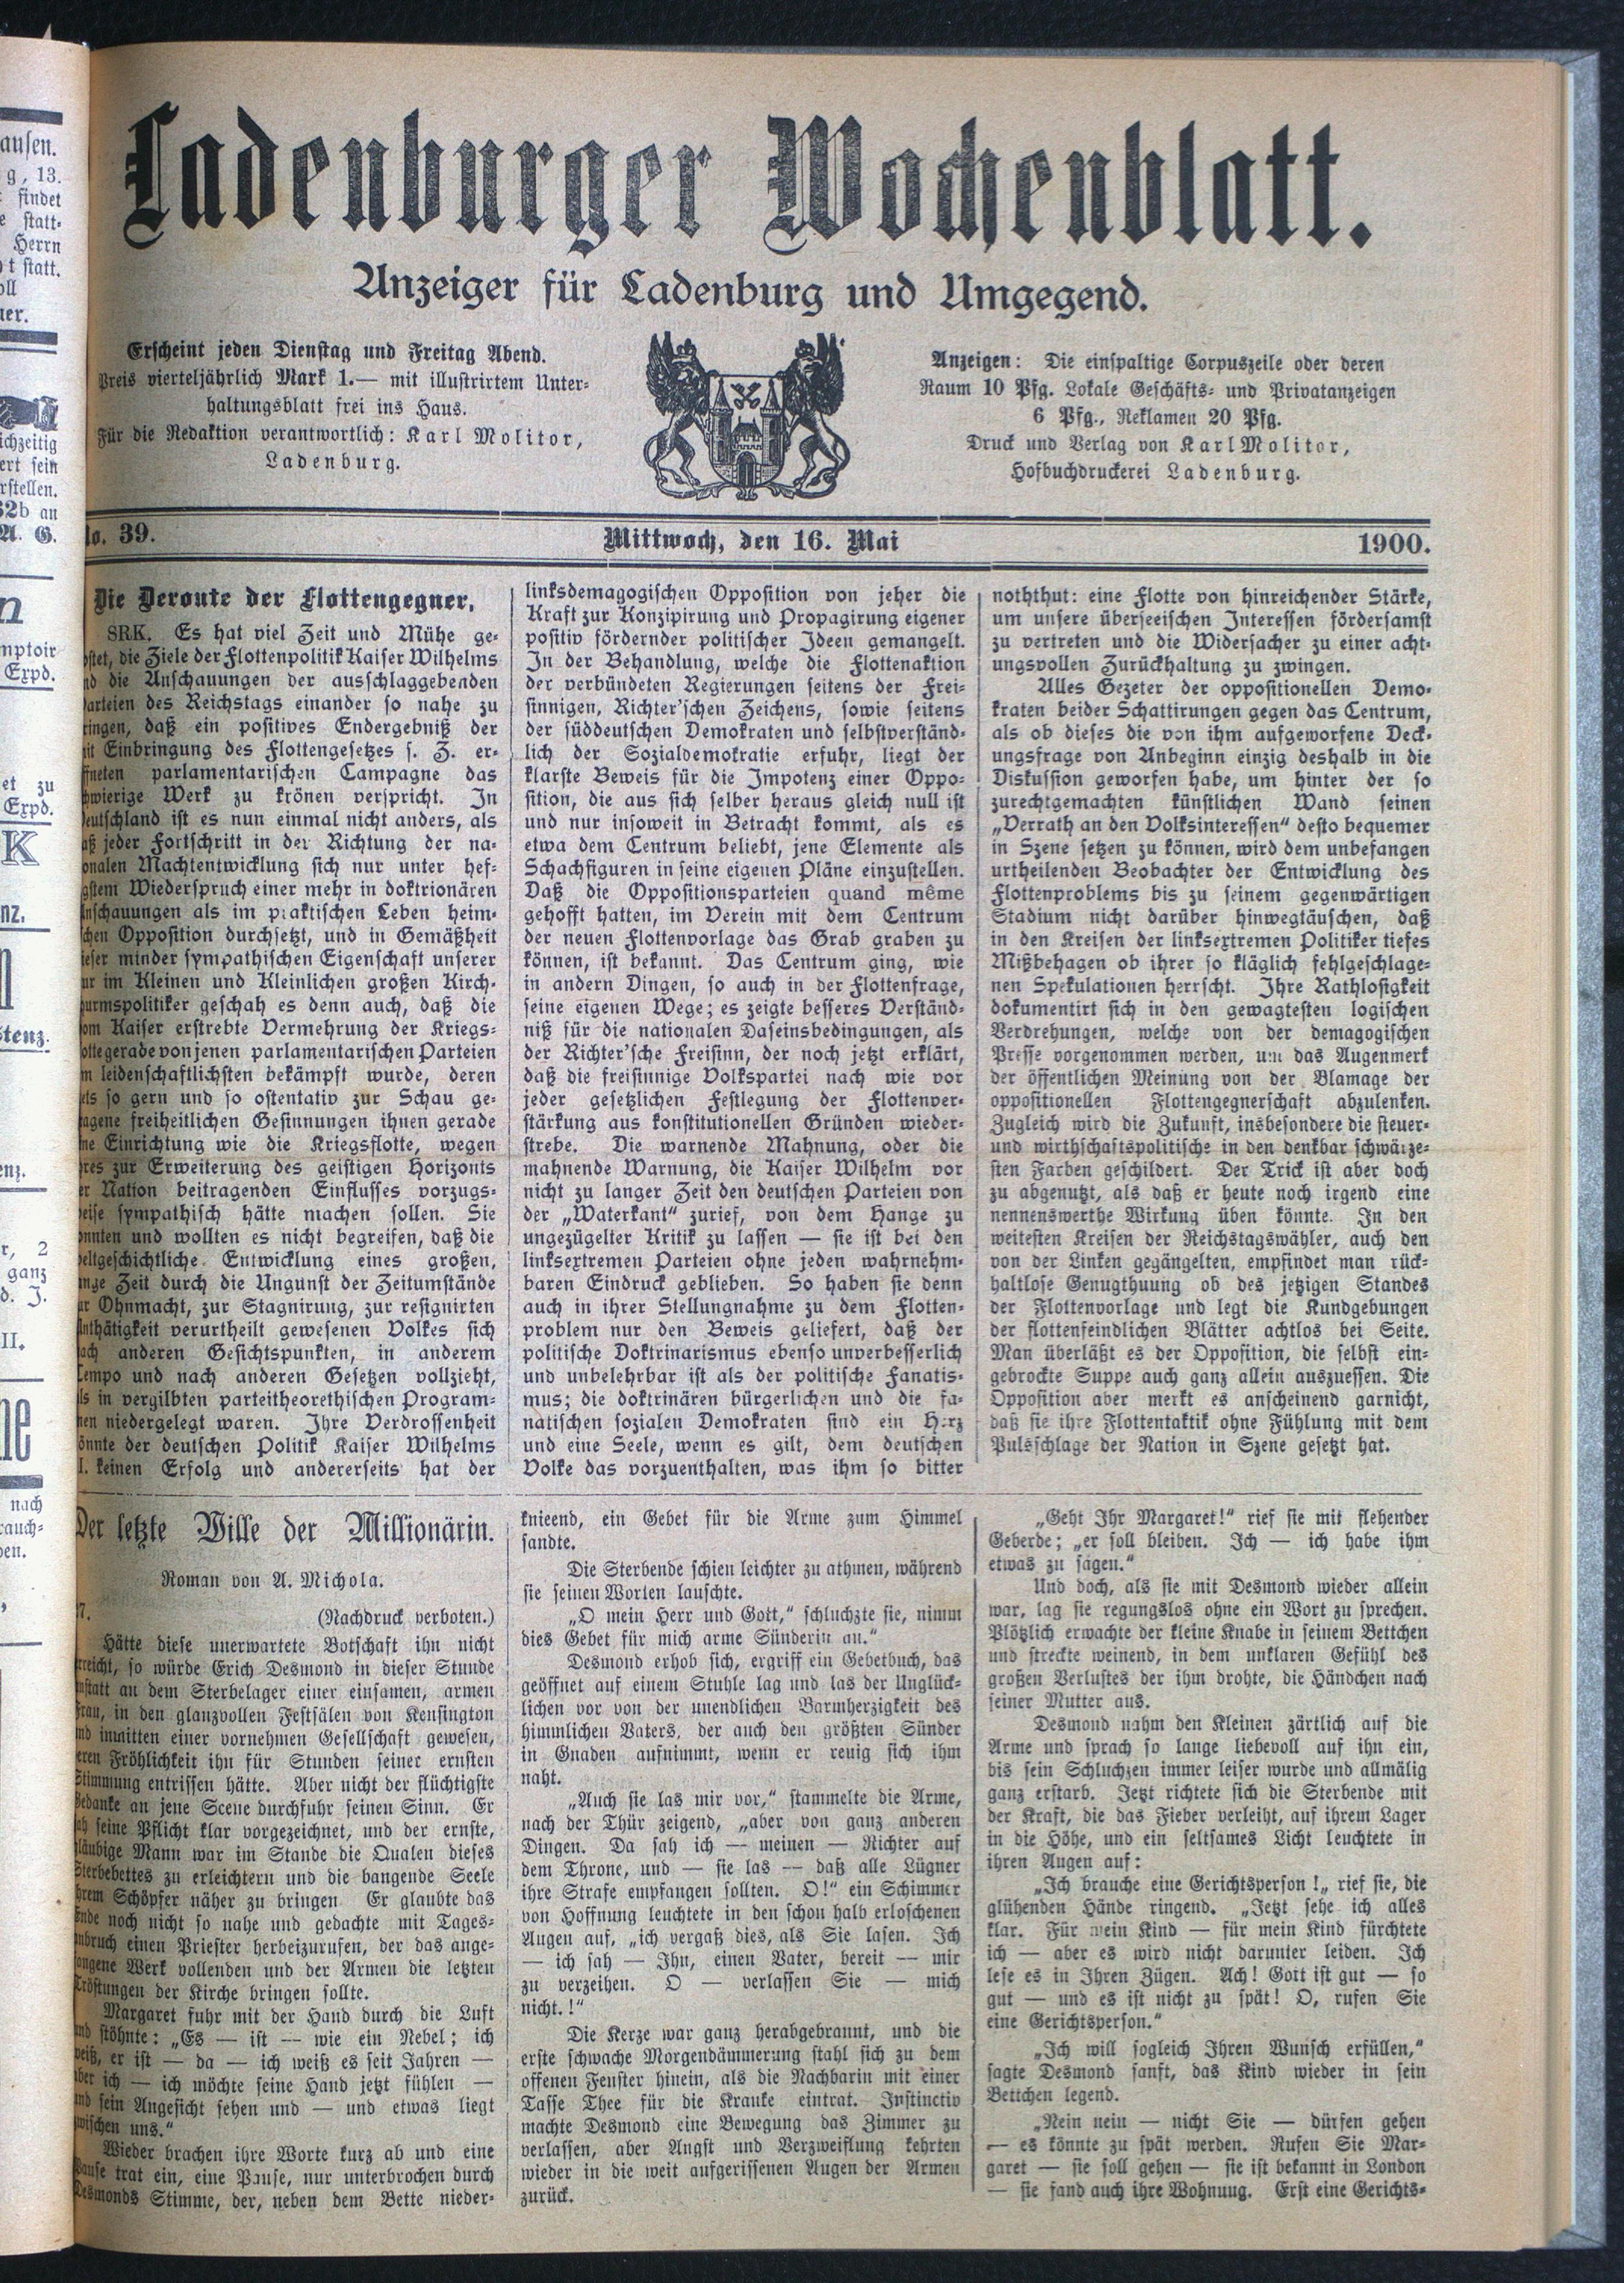 Ladenburger Wochenblatt.
Anzeiger für Ladenburg und Umgegend.
Erscheint jeden Dienstag und Freitag Abend.
Preis vierteljährlich Mark 1.— mit illustrirtem Unter-
haltungsblatt frei ins Haus.
Für die Redaktion verantwortlich: Karl Molitor,
Ladenburg.
Anzeigen: Die einspaltige Corpuszeile oder deren
Raum 10 Pfg. Lokale Geschäfts- und Privatanzeigen
6 Pfg., Reklamen 20 Pfg.
Druck und Verlag von Karl Molitor,
Hofbuchdruckerei Ladenburg.
No. 39.
Mittwoch, den 16. Mai
1900.
Die Deroute der Flottengegner.
SRK. Es hat viel Zeit und Mühe ge-
ostet, die Ziele der Flottenpolitik Kaiser Wilhelms
nd die Anschauungen der ausschlaggebenden
arteien des Reichstags einander so nahe zu
ringen, daß ein positives Endergebniß der
it Einbringung des Flottengesetzes s. Z. er-
ffneten parlamentarischen Campagne das
hwierige Werk zu krönen verspricht. In
eutschland ist es nun einmal nicht anders, als
aß jeder Fortschritt in der Richtung der na-
onalen Machtentwicklung sich nur unter hef-
gstem Wiederspruch einer mehr in doktrionären
nschauungen als im praktischen Leben heim-
chen Opposition durchsetzt, und in Gemäßheit
ieser minder sympathischen Eigenschaft unserer
ur im Kleinen und Kleinlichen großen Kirch-
urmspolitiker geschah es denn auch, daß die
om Kaiser erstrebte Vermehrung der Kriegs-
otte gerade von jenen parlamentarischen Parteien
m leidenschaftlichsten bekämpft wurde, deren
ets so gern und so ostentativ zur Schau ge-
agene freiheitlichen Gesinnungen ihnen gerade
ne Einrichtung wie die Kriegsflotte, wegen
res zur Erweiterung des geistigen Horizonts
er Nation beitragenden Einflusses vorzugs-
eise sympathisch hätte machen sollen. Sie
onnten und wollten es nicht begreifen, daß die
eltgeschichtliche Entwicklung eines großen,
nge Zeit durch die Ungunst der Zeitumstände
ur Ohnmacht, zur Stagnirung, zur resignirten
nthätigkeit verurtheilt gewesenen Volkes sich
ach anderen Gesichtspunkten, in anderem
Tempo und nach anderen Gesetzen vollzieht,
ls in vergilbten parteitheorethischen Program-
en niedergelegt waren. Ihre Verdrossenheit
önnte der deutschen Politik Kaiser Wilhelms
I. keinen Erfolg und andererseits hat der
linksdemagogischen Opposition von jeher die
Kraft zur Konzipirung und Propagirung eigener
positiv fördernder politischer Ideen gemangelt.
In der Behandlung, welche die Flottenaktion
der verbündeten Regierungen seitens der Frei-
sinnigen, Richter'schen Zeichens, sowie seitens
der süddeutschen Demokraten und selbstverständ-
lich der Sozialdemokratie erfuhr, liegt der
klarste Beweis für die Impotenz einer Oppo-
sition, die aus sich selber heraus gleich null ist
und nur insoweit in Betracht kommt, als es
etwa dem Centrum beliebt, jene Elemente als
Schachfiguren in seine eigenen Pläne einzustellen.
Daß die Oppositionsparteien quand même
gehofft hatten, im Verein mit dem Centrum
der neuen Flottenvorlage das Grab graben zu
können, ist bekannt. Das Centrum ging, wie
in andern Dingen, so auch in der Flottenfrage,
seine eigenen Wege; es zeigte besseres Verständ-
niß für die nationalen Daseinsbedingungen, als
der Richter'sche Freisinn, der noch jetzt erklärt,
daß die freisinnige Volkspartei nach wie vor
jeder gesetzlichen Festlegung der Flottenver-
stärkung aus konstitutionellen Gründen wieder-
strebe. Die warnende Mahnung, oder die
mahnende Warnung, die Kaiser Wilhelm vor
nicht zu langer Zeit den deutschen Parteien von
der „Waterkant“ zurief, von dem Hange zu
ungezügelter Kritik zu lassen — sie ist bei den
linksextremen Parteien ohne jeden wahrnehm-
baren Eindruck geblieben. So haben sie denn
auch in ihrer Stellungnahme zu dem Flotten-
problem nur den Beweis geliefert, daß der
politische Doktrinarismus ebenso unverbesserlich
und unbelehrbar ist als der politische Fanatis-
mus; die doktrinären bürgerlichen und die fa-
natischen sozialen Demokraten sind ein Herz
und eine Seele, wenn es gilt, dem deutschen
Volke das vorzuenthalten, was ihm so bitter
noththut: eine Flotte von hinreichender Stärke,
um unsere überseeischen Interessen fördersamst
zu vertreten und die Widersacher zu einer acht-
ungsvollen Zurückhaltung zu zwingen.
Alles Gezeter der oppositionellen Demo-
kraten beider Schattirungen gegen das Centrum,
als ob dieses die von ihm aufgeworfene Deck-
ungsfrage von Anbeginn einzig deshalb in die
Diskussion geworfen habe, um hinter der so
zurechtgemachten künstlichen Wand seinen
„Verrath an den Volksinteressen“ desto bequemer
in Szene setzen zu können, wird dem unbefangen
urtheilenden Beobachter der Entwicklung des
Flottenproblems bis zu seinem gegenwärtigen
Stadium nicht darüber hinwegtäuschen, daß
in den Kreisen der linksextremen Politiker tiefes
Mißbehagen ob ihrer so kläglich fehlgeschlage-
nen Spekulationen herrscht. Ihre Rathlosigkeit
dokumentirt sich in den gewagtesten logischen
Verdrehungen, welche von der demagogischen
Presse vorgenommen werden, um das Augenmerk
der öffentlichen Meinung von der Blamage der
oppositionellen Flottengegnerschaft abzulenken.
Zugleich wird die Zukunft, insbesondere die steuer-
und wirthschaftspolitische in den denkbar schwärze-
sten Farben geschildert. Der Trick ist aber doch
zu abgenutzt, als daß er heute noch irgend eine
nennenswerthe Wirkung üben könnte. In den
weitesten Kreisen der Reichstagswähler, auch den
von der Linken gegängelten, empfindet man rück-
haltlose Genugthuung ob des jetzigen Standes
der Flottenvorlage und legt die Kundgebungen
der flottenfeindlichen Blätter achtlos bei Seite.
Man überläßt es der Opposition, die selbst ein-
gebrockte Suppe auch ganz allein auszuessen. Die
Opposition aber merkt es anscheinend garnicht,
daß sie ihre Flottentaktik ohne Fühlung mit dem
Pulsschlage der Nation in Szene gesetzt hat.
Der letzte Wille der Millionärin.
Roman von A. Michola.
7.
(Nachdruck verboten.)
Hätte diese unerwartete Botschaft ihn nicht
rreicht, so würde Erich Desmond in dieser Stunde
nstatt an dem Sterbelager einer einsamen, armen
Frau, in den glanzvollen Festsälen von Kensington
nd inmitten einer vornehmen Gesellschaft gewesen,
eren Fröhlichkeit ihn für Stunden seiner ernsten
Stimmung entrissen hätte. Aber nicht der flüchtigste
Gedanke an jene Scene durchfuhr seinen Sinn. Er
ah seine Pflicht klar vorgezeichnet, und der ernste,
läubige Mann war im Stande die Qualen dieses
Sterbebettes zu erleichtern und die bangende Seele
hrem Schöpfer näher zu bringen Er glaubte das
Ende noch nicht so nahe und gedachte mit Tages-
nbruch einen Priester herbeizurufen, der das ange-
angene Werk vollenden und der Armen die letzten
Tröstungen der Kirche bringen sollte.
Margaret fuhr mit der Hand durch die Luft
und stöhnte: „Es — ist — wie ein Nebel; ich
weiß, er ist — da — ich weiß es seit Jahren —
aber ich — ich möchte seine Hand jetzt fühlen —
und sein Angesicht sehen und — und etwas liegt
zwischen uns.“
Wieder brachen ihre Worte kurz ab und eine
Pause trat ein, eine Pause, nur unterbrochen durch
Desmonds Stimme, der, neben dem Bette nieder-
knieend, ein Gebet für die Arme zum Himmel
sandte.
Die Sterbende schien leichter zu athmen, während
sie seinen Worten lauschte.
„O mein Herr und Gott,“ schluchzte sie, nimm
dies Gebet für mich arme Sünderin an.“
Desmond erhob sich, ergriff ein Gebetbuch, das
geöffnet auf einem Stuhle lag und las der Unglück-
lichen vor von der unendlichen Barmherzigkeit des
himmlichen Vaters, der auch den größten Sünder
in Gnaden aufnimmt, wenn er reuig sich ihm
naht.
„Auch sie las mir vor,“ stammelte die Arme,
nach der Thür zeigend, „aber von ganz anderen
Dingen. Da sah ich — meinen — Richter auf
dem Throne, und — sie las — daß alle Lügner
ihre Strafe empfangen sollten. O!“ ein Schimmer
von Hoffnung leuchtete in den schon halb erloschenen
Augen auf, „ich vergaß dies, als Sie lasen. Ich
— ich sah — Ihn, einen Vater, bereit — mir
zu verzeihen. O — verlassen Sie — mich
nicht.!“
Die Kerze war ganz herabgebrannt, und die
erste schwache Morgendämmerung stahl sich zu dem
offenen Fenster hinein, als die Nachbarin mit einer
Tasse Thee für die Kranke eintrat. Instinctiv
machte Desmond eine Bewegung das Zimmer zu
verlassen, aber Angst und Verzweiflung kehrten
wieder in die weit aufgerissenen Augen der Armen
zurück.
„Geht Ihr Margaret!“ rief sie mit flehender
Geberde; „er soll bleiben. Ich — ich habe ihm
etwas zu sagen.“
Und doch, als sie mit Desmond wieder allein
war, lag sie regungslos ohne ein Wort zu sprechen.
Plötzlich erwachte der kleine Knabe in seinem Bettchen
und streckte weinend, in dem unklaren Gefühl des
großen Verlustes der ihm drohte, die Händchen nach
seiner Mutter aus.
Desmond nahm den Kleinen zärtlich auf die
Arme und sprach so lange liebevoll auf ihn ein,
bis sein Schluchzen immer leiser wurde und allmälig
ganz erstarb. Jetzt richtete sich die Sterbende mit
der Kraft, die das Fieber verleiht, auf ihrem Lager
in die Höhe, und ein seltsames Licht leuchtete in
ihren Augen auf:
„Ich brauche eine Gerichtsperson!„ rief sie, die
glühenden Hände ringend. „Jetzt sehe ich alles
klar. Für mein Kind — für mein Kind fürchtete
ich — aber es wird nicht darunter leiden. Ich
lese es in Ihren Zügen. Ach! Gott ist gut — so
gut — und es ist nicht zu spät! O, rufen Sie
eine Gerichtsperson.“
„Ich will sogleich Ihren Wunsch erfüllen,“
sagte Desmond sanft, das Kind wieder in sein
Bettchen legend.
„Nein nein — nicht Sie — dürfen gehen
— es könnte zu spät werden. Rufen Sie Mar-
garet — sie soll gehen — sie ist bekannt in London
— sie fand auch ihre Wohnung. Erst eine Gerichts-